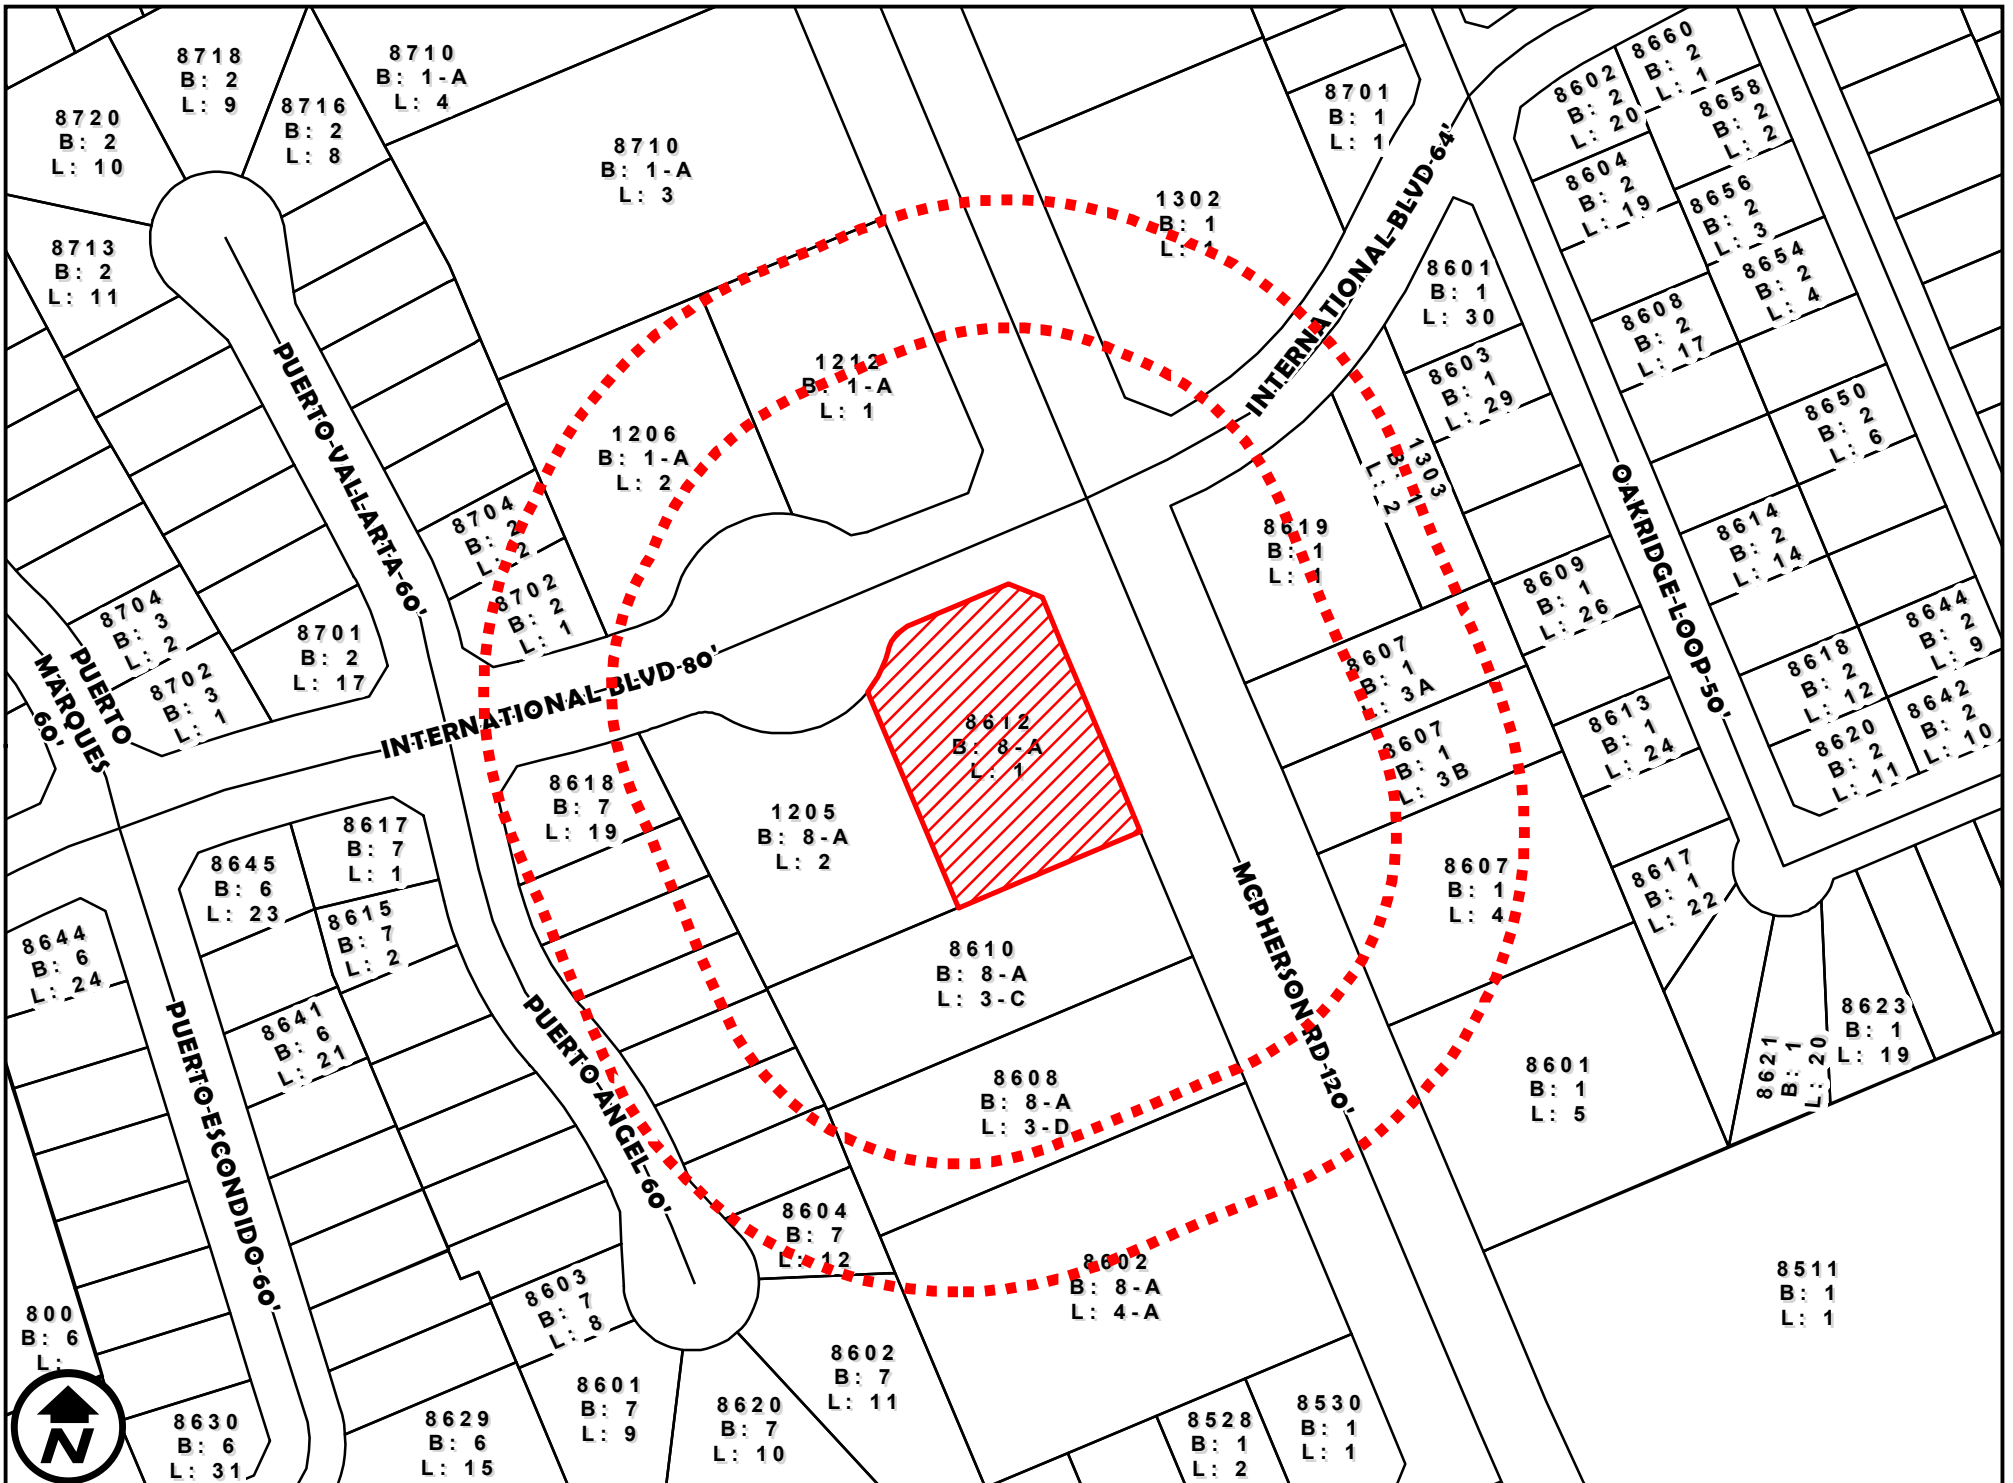 8718
B: 2
L: 9
8710
B: 1-A
L: 4
8720
B: 2
L: 10
8716
B: 2
L: 8
8710
B: 1-A
L: 3
8701
B: 1
L: 1
8660
B: 2
L: 1
8602
B: 2
L: 20
8658
B: 2
L: 2
8604
B: 2
L: 19
8656
B: 2
L: 3
1302
B: 1
L: 1
8713
B: 2
L: 11
8601
B: 1
L: 30
8654
B: 2
L: 4
8608
B: 2
L: 17
INTERNATIONAL BLVD 64'
PUERTO VALLARTA 60'
1212
B: 1-A
L: 1
1206
B: 1-A
L: 2
8603
B: 1
L: 29
8650
B: 2
L: 6
1303
B: 1
L: 2
8704
B: 2
L: 2
8619
B: 1
L: 1
8614
B: 2
L: 14
OAKRIDGE LOOP 50'
8702
B: 2
L: 1
8609
B: 1
L: 26
8704
B: 3
L: 2
8701
B: 2
L: 17
8644
B: 2
L: 9
8618
B: 2
L: 12
8607
B: 1
L: 3A
PUERTO
MARQUES
60'
8702
B: 3
L: 1
INTERNATIONAL BLVD 80'
8612
B: 8-A
L: 1
8613
B: 1
L: 24
8642
B: 2
L: 10
8620
B: 2
L: 11
8607
B: 1
L: 3B
8618
B: 7
L: 19
1205
B: 8-A
L: 2
8617
B: 7
L: 1
8645
B: 6
L: 23
8607
B: 1
L: 4
8617
B: 1
L: 22
8615
B: 7
L: 2
8644
B: 6
L: 24
8610
B: 8-A
L: 3-C
MCPHERSON RD 120'
8641
B: 6
L: 21
PUERTO ESCONDIDO 60'
PUERTO ANGEL 60'
8608
B: 8-A
L: 3-D
8601
B: 1
L: 5
8621
B: 1
L: 20
8623
B: 1
L: 19
8604
B: 7
L: 12
8602
B: 8-A
L: 4-A
8603
B: 7
L: 8
8511
B: 1
L: 1
800
B: 6
L:
8602
B: 7
L: 11
8601
B: 7
L: 9
8620
B: 7
L: 10
8629
B: 6
L: 15
8630
B: 6
L: 31
8528
B: 1
L: 2
8530
B: 1
L: 1
N